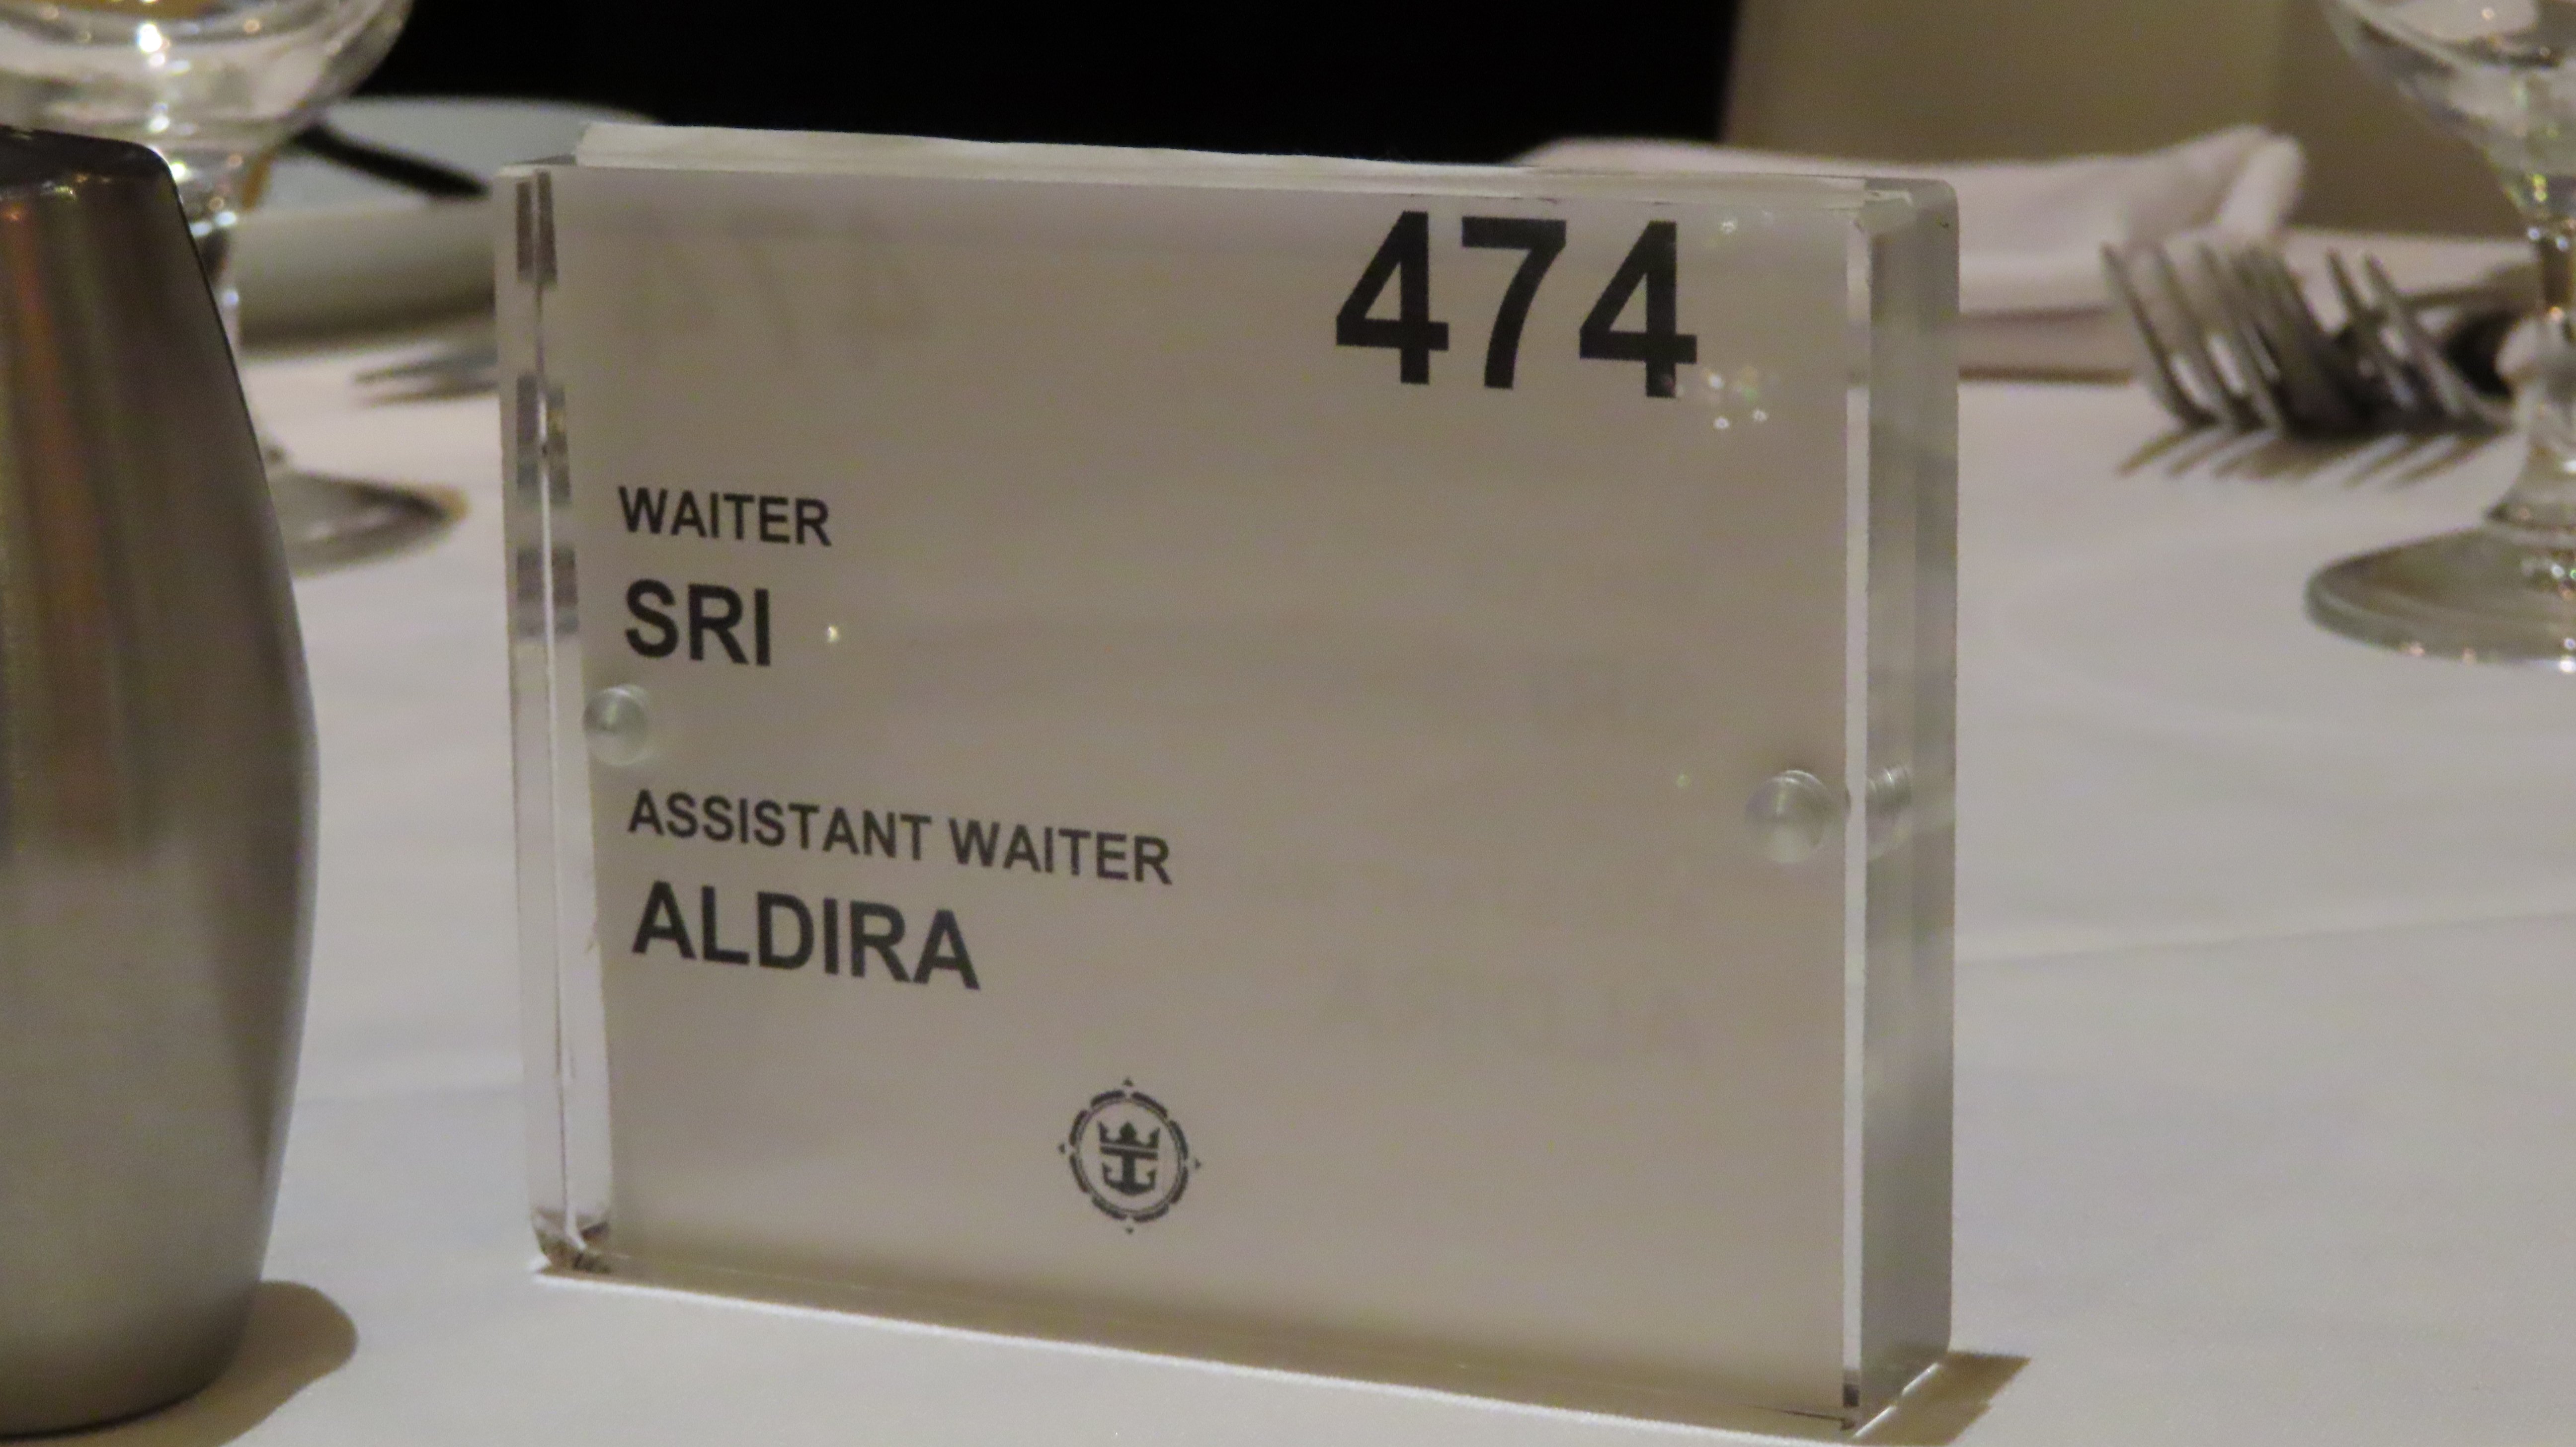 474
WAITER
SRI
ASSISTANT WAITER
ALDIRA